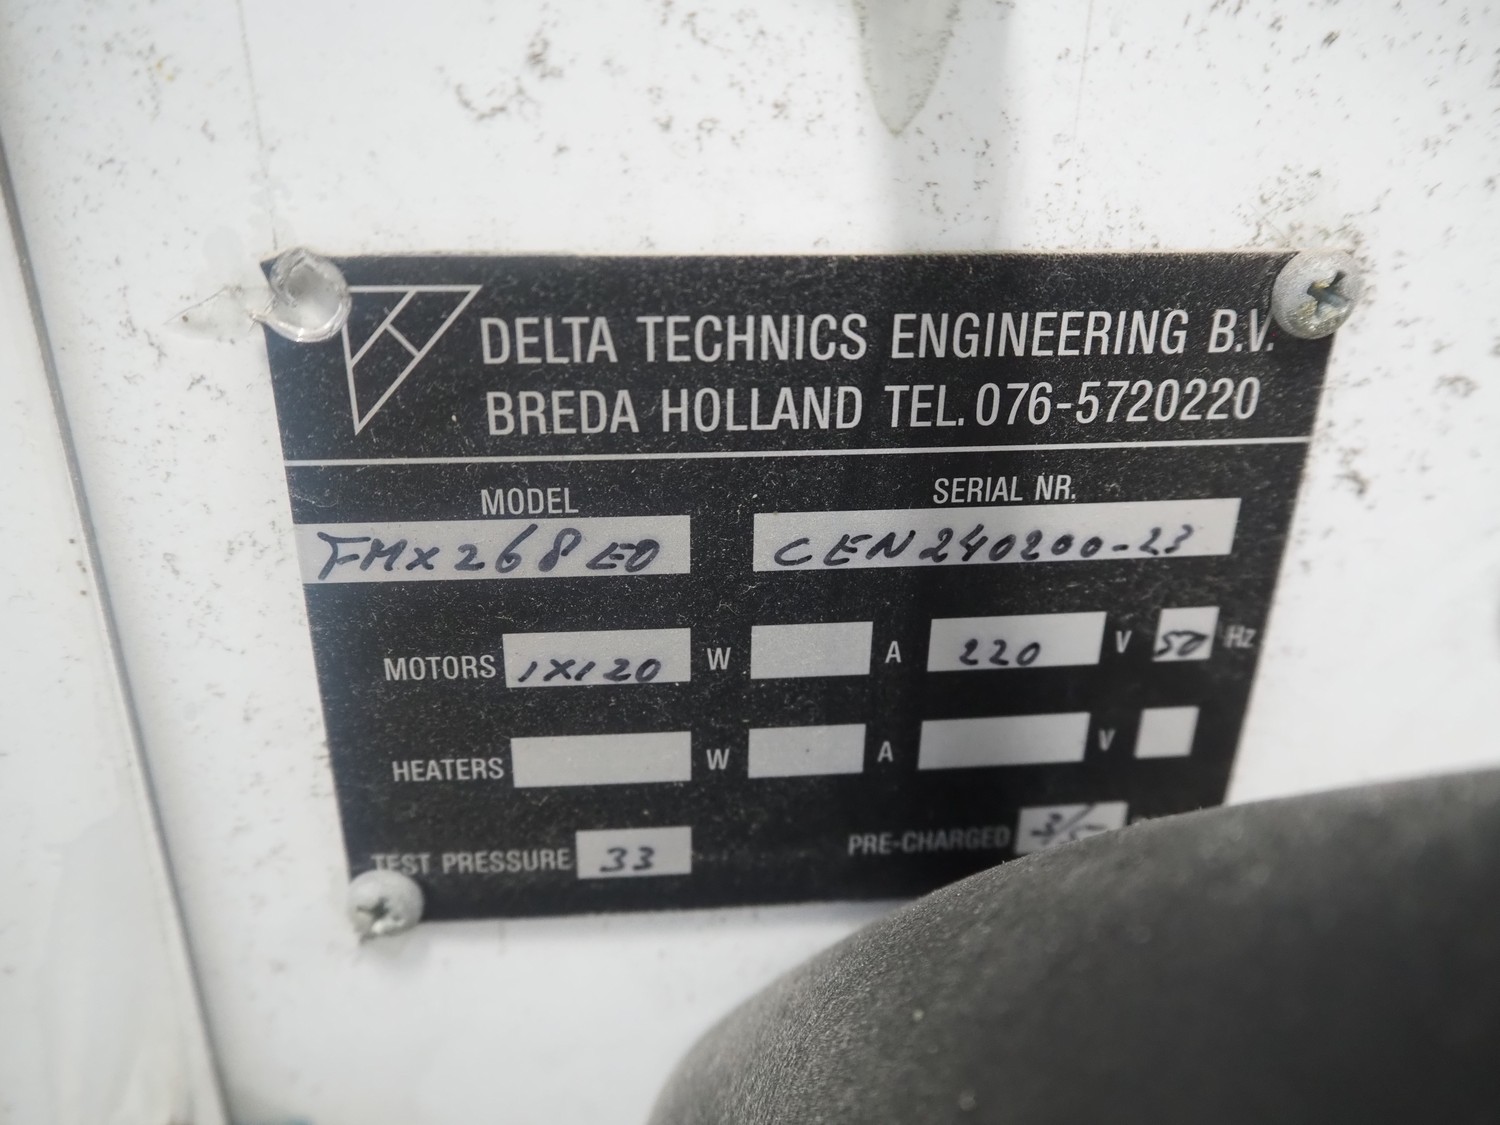 DELTA TECHNICS ENGINEERING B.V.
BREDA HOLLAND TEL. 076-5720220
MODEL SERIAL NR.
FMX268EO CEN240200-23
MOTORS 1X120 W A 220 V 50 Hz
HEATERS W A V
TEST PRESSURE 33 PRE-CHARGED